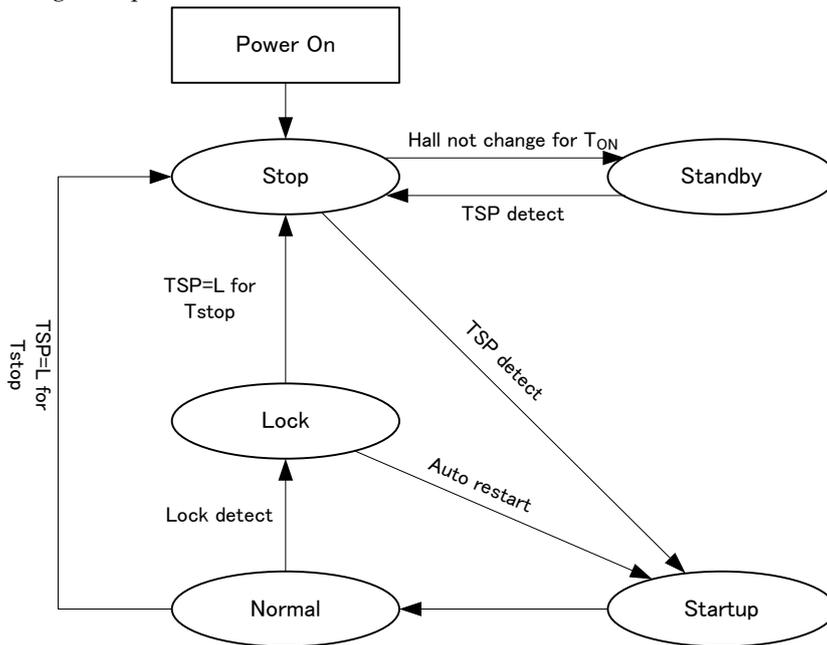 Power On
Hall not change for TON
Stop
Standby
TSP detect
TSP=L for
Tstop
TSP detect
TSP=L for
Tstop
Lock
Auto restart
Lock detect
Normal
Startup